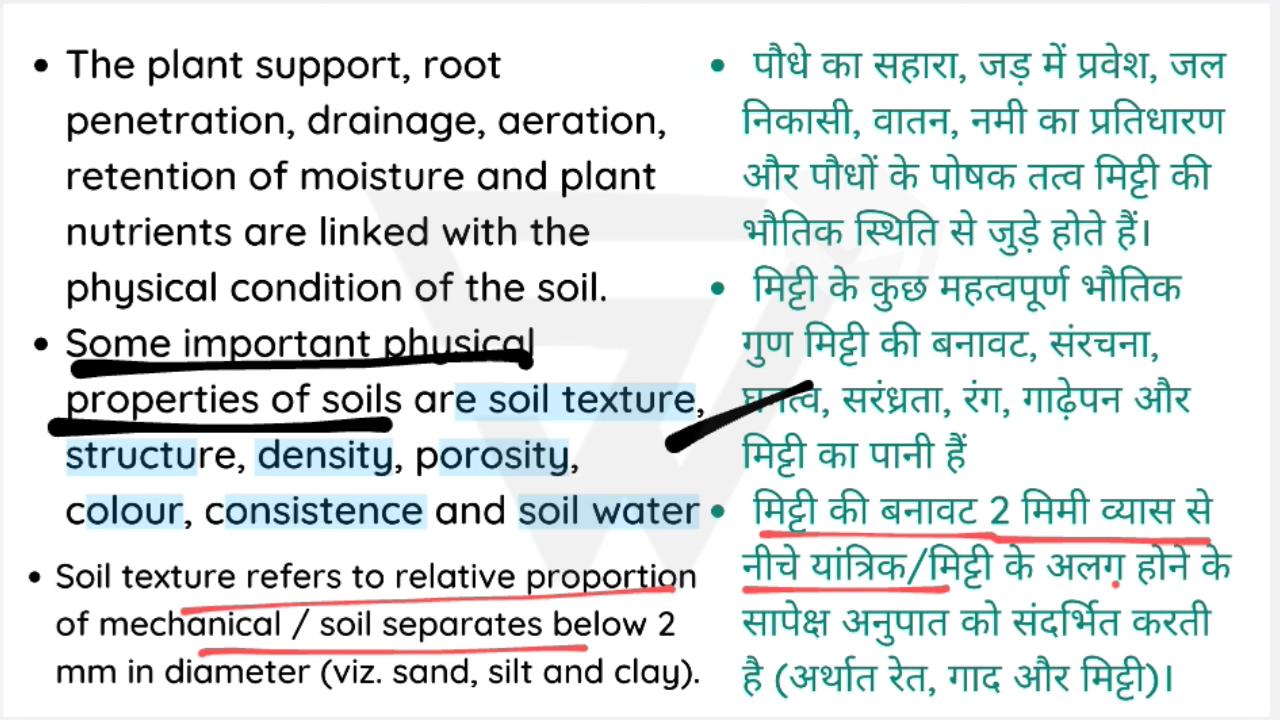 • The plant support, root
penetration, drainage, aeration,
retention of moisture and plant
nutrients are linked with the
physical condition of the soil.
• Some important physical
properties of soils are soil texture,
structure, density, porosity,
colour, consistence and soil water
• Soil texture refers to relative proportion
of mechanical / soil separates below 2
mm in diameter (viz. sand, silt and clay).
• पौधे का सहारा, जड़ में प्रवेश, जल
निकासी, वातन, नमी का प्रतिधारण
और पौधों के पोषक तत्व मिट्टी की
भौतिक स्थिति से जुड़े होते हैं।
• मिट्टी के कुछ महत्वपूर्ण भौतिक
गुण मिट्टी की बनावट, संरचना,
घनत्व, सरंध्रता, रंग, गाढ़ेपन और
मिट्टी का पानी हैं
• मिट्टी की बनावट 2 मिमी व्यास से
नीचे यांत्रिक/मिट्टी के अलग होने के
सापेक्ष अनुपात को संदर्भित करती
है (अर्थात रेत, गाद और मिट्टी)।